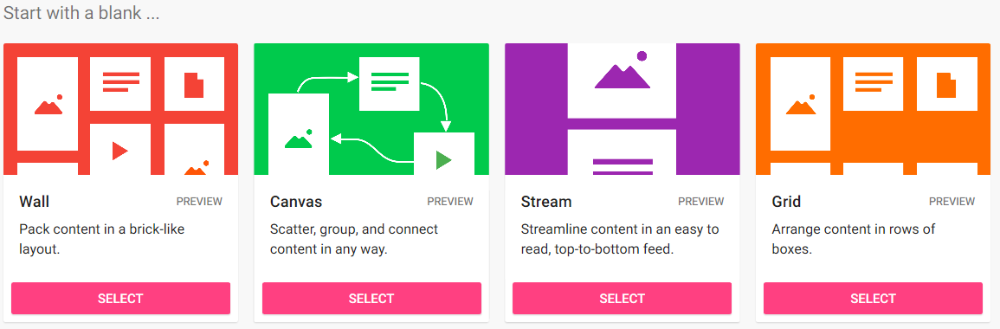 Start with a blank ...
Wall
PREVIEW
Pack content in a brick-like
layout.
SELECT
Canvas
PREVIEW
Scatter, group, and connect
content in any way.
SELECT
Stream
PREVIEW
Streamline content in an easy to
read, top-to-bottom feed.
SELECT
Grid
PREVIEW
Arrange content in rows of
boxes.
SELECT